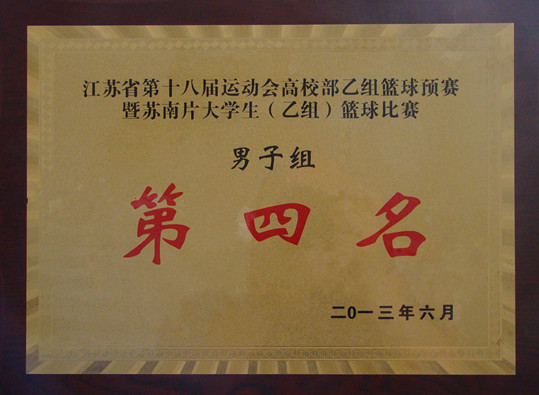 江苏省第十八届运动会高校部乙组篮球预赛
暨苏南片大学生（乙组）篮球比赛
男子组
第四名
二0一三年六月